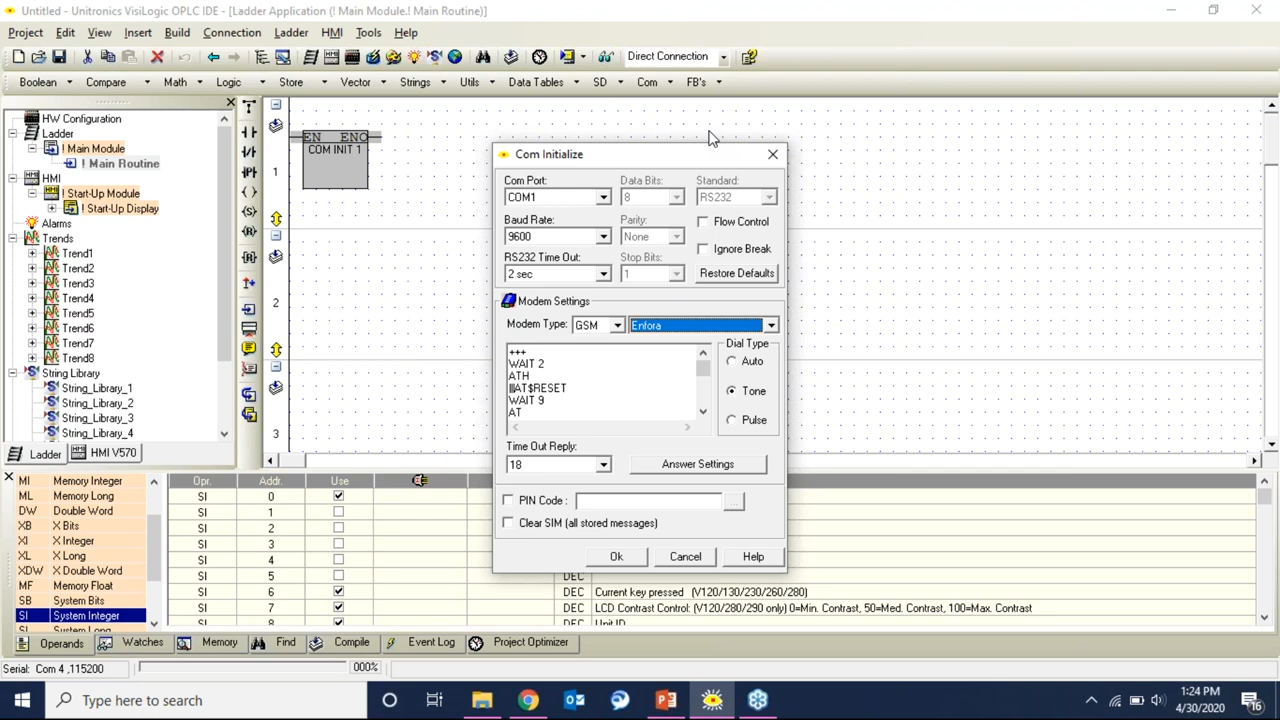 Untitled - Unitronics VisiLogic OPLC IDE - [Ladder Application (! Main Module.! Main Routine)]
Project Edit View Insert Build Connection Ladder HMI Tools Help
Direct Connection
Boolean Compare Math Logic Store Vector Strings Utils Data Tables SD Com FB's
HW Configuration
Ladder
! Main Module
! Main Routine
HMI
! Start-Up Module
! Start-Up Display
Alarms
Trends
Trend1
Trend2
Trend3
Trend4
Trend5
Trend6
Trend7
Trend8
String Library
String_Library_1
String_Library_2
String_Library_3
String_Library_4
Ladder HMI V570
EN ENO
COM INIT 1
1
2
3
Com Initialize
Com Port: Data Bits: Standard:
COM1 8 RS232
Baud Rate: Parity: Flow Control
9600 None
Ignore Break
RS232 Time Out: Stop Bits:
2 sec 1 Restore Defaults
Modem Settings
Modem Type: GSM Enfora
Dial Type
+++
WAIT 2
ATH
||AT$RESET
WAIT 9
AT
Auto
Tone
Pulse
Time Out Reply:
18 Answer Settings
PIN Code : ...
Clear SIM (all stored messages)
Ok Cancel Help
MI Memory Integer
ML Memory Long
DW Double Word
XB X Bits
XI X Integer
XL X Long
XDW X Double Word
MF Memory Float
SB System Bits
SI System Integer
SL System Long
Opr. Addr. Use
SI 0
SI 1
SI 2
SI 3
SI 4
SI 5 DEC
SI 6 DEC Current key pressed (V120/130/230/260/280)
SI 7 DEC LCD Contrast Control: (V120/280/290 only) 0=Min. Contrast, 50=Med. Contrast, 100=Max. Contrast
SI 8 DEC Unit ID
Operands Watches Memory Find Compile Event Log Project Optimizer
Serial: Com 4 ,115200 000%
Type here to search
1:24 PM
4/30/2020
16